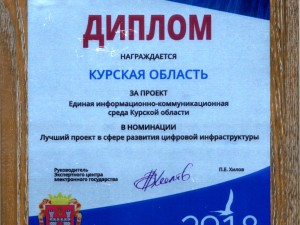 ДИПЛОМ
НАГРАЖДАЕТСЯ
КУРСКАЯ ОБЛАСТЬ
ЗА ПРОЕКТ
Единая информационно-коммуникационная
среда Курской области
В НОМИНАЦИИ
Лучший проект в сфере развития цифровой инфраструктуры
Руководитель
Экспертного центра
электронного государства
П.Е. Хилов
2018